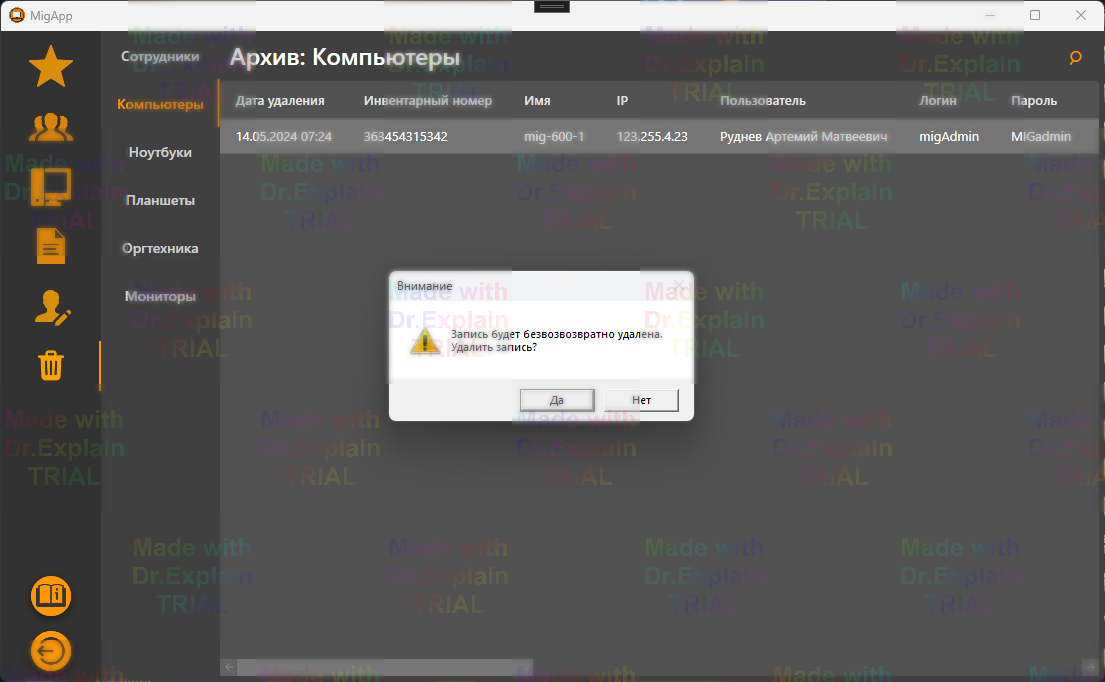 MigApp
Сотрудники
Компьютеры
Ноутбуки
Планшеты
Оргтехника
Мониторы
Архив: Компьютеры
Дата удаления Инвентарный номер Имя IP Пользователь Логин Пароль
14.05.2024 07:24 363454315342 mig-600-1 123.255.4.23 Руднев Артемий Матвеевич migAdmin MIGadmin
Внимание
Запись будет безвозвозвратно удалена.
Удалить запись?
Да Нет
Made with
Dr.Explain
TRIAL